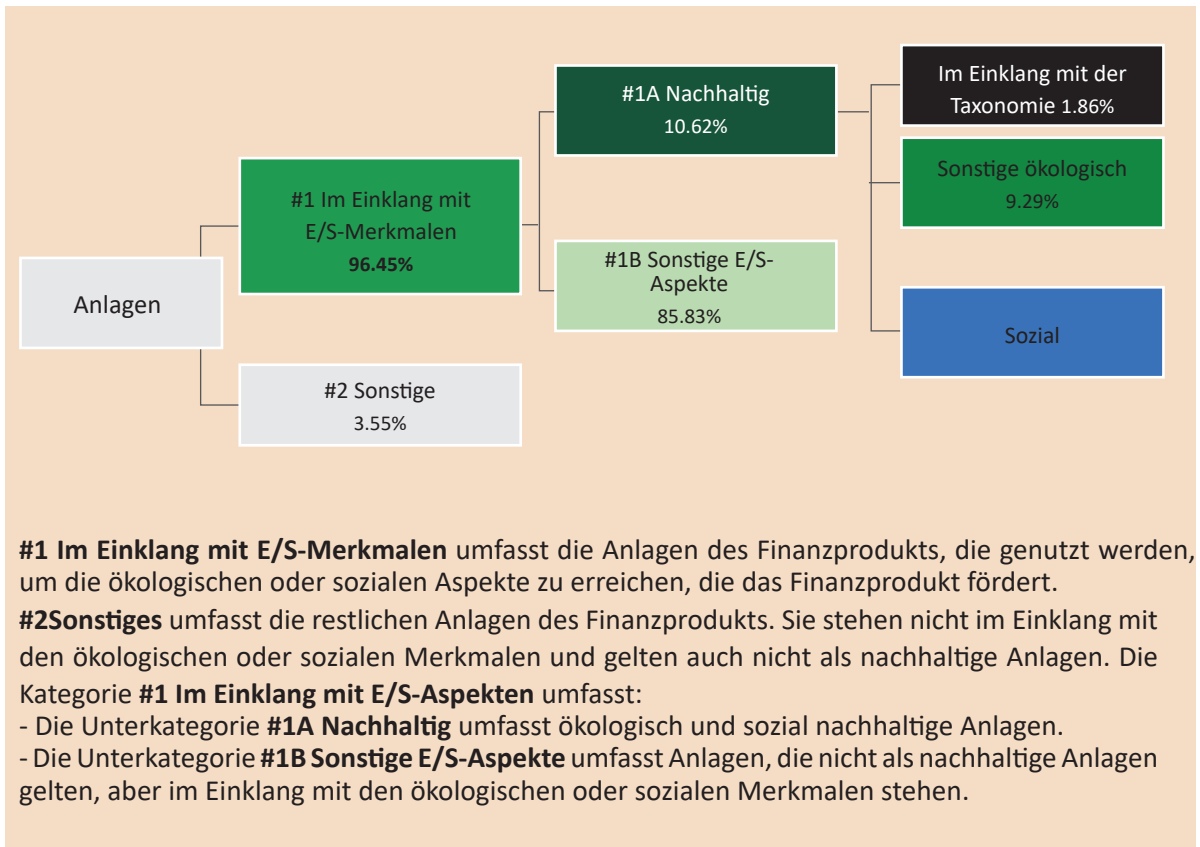 Anlagen
#1 Im Einklang mit
E/S-Merkmalen
96.45%
#2 Sonstige
3.55%
#1A Nachhaltig
10.62%
#1B Sonstige E/S-
Aspekte
85.83%
Im Einklang mit der
Taxonomie 1.86%
Sonstige ökologisch
9.29%
Sozial
#1 Im Einklang mit E/S-Merkmalen umfasst die Anlagen des Finanzprodukts, die genutzt werden,
um die ökologischen oder sozialen Aspekte zu erreichen, die das Finanzprodukt fördert.
#2Sonstiges umfasst die restlichen Anlagen des Finanzprodukts. Sie stehen nicht im Einklang mit
den ökologischen oder sozialen Merkmalen und gelten auch nicht als nachhaltige Anlagen. Die
Kategorie #1 Im Einklang mit E/S-Aspekten umfasst:
- Die Unterkategorie #1A Nachhaltig umfasst ökologisch und sozial nachhaltige Anlagen.
- Die Unterkategorie #1B Sonstige E/S-Aspekte umfasst Anlagen, die nicht als nachhaltige Anlagen
gelten, aber im Einklang mit den ökologischen oder sozialen Merkmalen stehen.